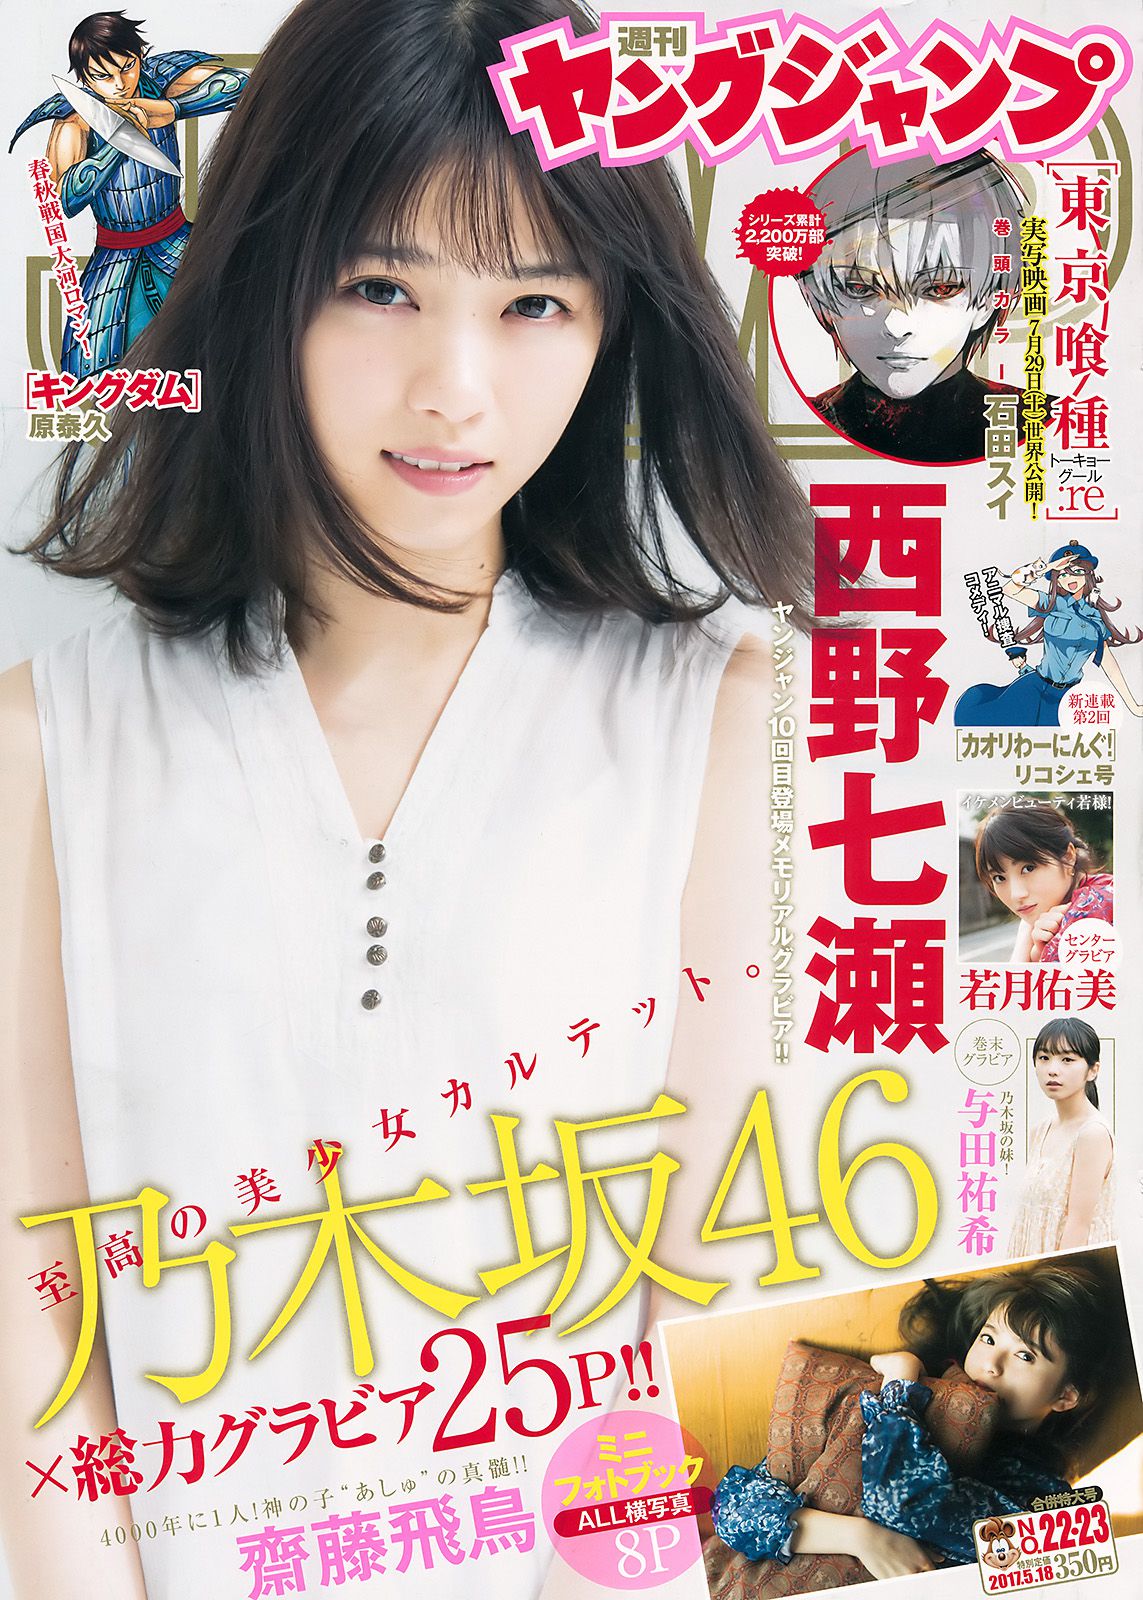 週刊
ヤングジャンプ
春秋戦国大河ロマン!
[キングダム]
原泰久
シリーズ累計
2,200万部
突破!
[東京喰種
トーキョー
グール
:re]
実写映画7月29日(土)世界公開!
巻頭カラー
石田スイ
西野七瀬
ヤンジャン10回目登場メモリアルグラビア!!
アニマル捜査
コメディ!
新連載
第2回
[カオリわーにんぐ!]
リコシェ号
イケメンビューティ若様!
センター
グラビア
若月佑美
巻末
グラビア
乃木坂の妹!
与田祐希
至高の美少女カルテット。
乃木坂46
×総力グラビア25P!!
4000年に1人!神の子“あしゅ”の真髄!!
齋藤飛鳥
ミニ
フォトブック
ALL横写真
8P
合併特大号
NO.22・23
2017.5.18
特別定価350円